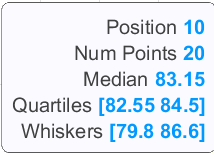 Position 10
Num Points 20
Median 83.15
Quartiles [82.55 84.5]
Whiskers [79.8 86.6]